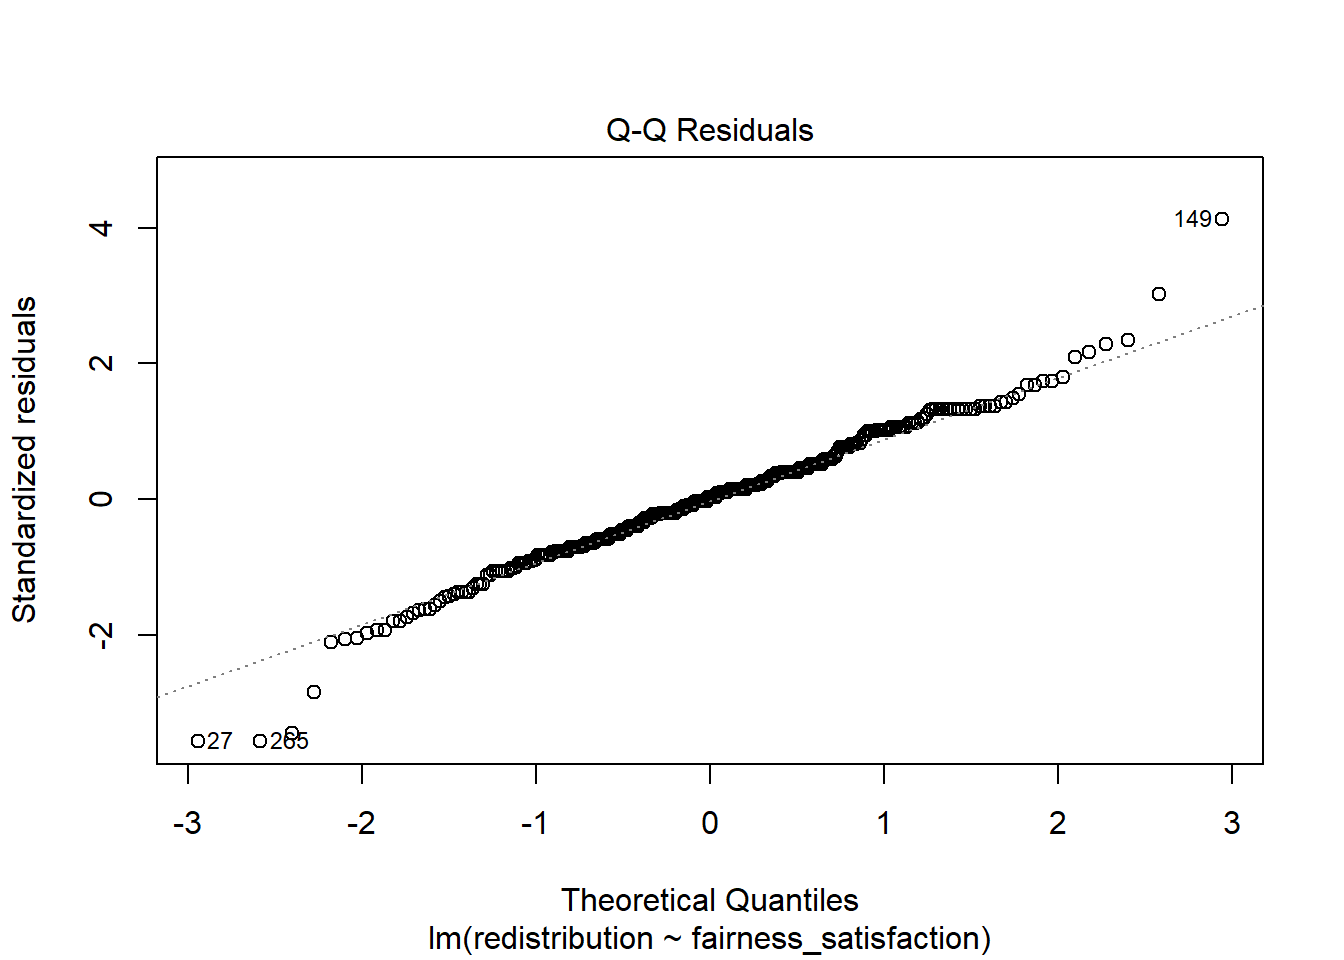 Q-Q Residuals
Standardized residuals
4
2
0
-2
149
27
265
-3 -2 -1 0 1 2 3
Theoretical Quantiles
lm(redistribution ~ fairness_satisfaction)